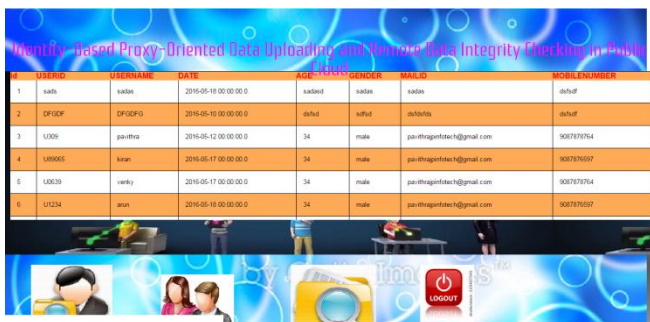 Identity-Based Proxy-Oriented Data Uploading and Remote Data Integrity Checking in Public
Cloud
Id USERID USERNAME DATE AGE GENDER MAILID MOBILENUMBER
1 sads sadas 2016-05-18 00:00:00.0 sadasd sadas sadas dsfsdf
2 DFGDF DFGDFG 2016-05-10 00:00:00.0 dsfsd sdfsd dsfdsfds dsfsdf
3 U309 pavithra 2016-05-12 00:00:00.0 34 male pavithrajpinfotech@gmail.com 9087878764
4 U89065 kiran 2016-05-17 00:00:00.0 34 male pavithrajpinfotech@gmail.com 9087876597
5 U0639 venky 2016-05-17 00:00:00.0 34 male pavithrajpinfotech@gmail.com 9087878764
6 U1234 arun 2016-05-18 00:00:00.0 34 male pavithrajpinfotech@gmail.com 9087876597
by Getty Images™
LOGOUT